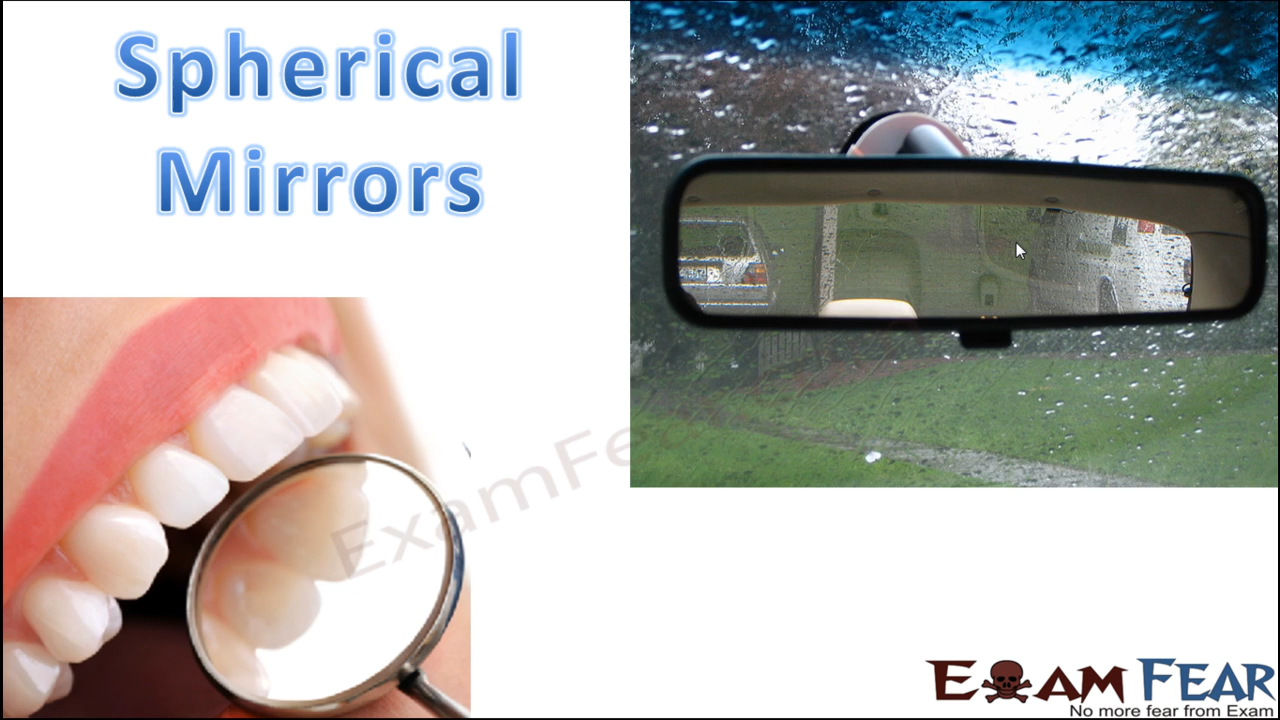 Spherical
Mirrors
ExamFear
EXAM FEAR
No more fear from Exam